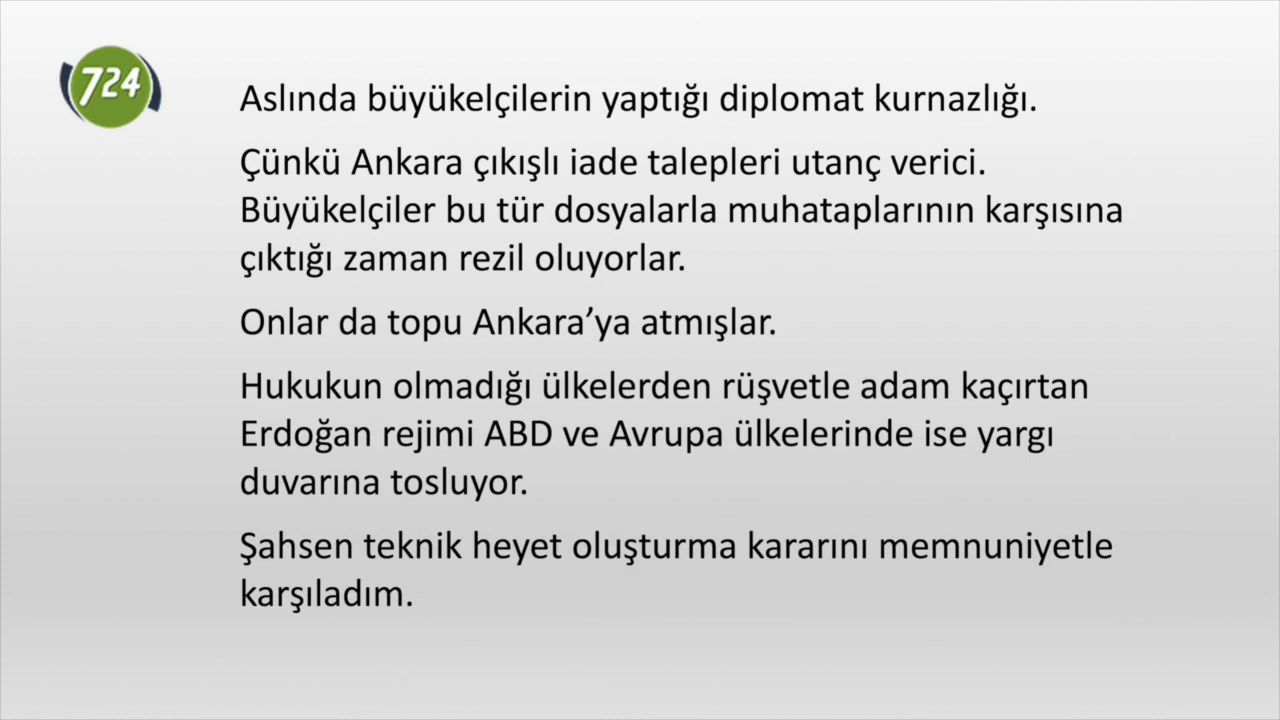 724
Aslında büyükelçilerin yaptığı diplomat kurnazlığı.
Çünkü Ankara çıkışlı iade talepleri utanç verici.
Büyükelçiler bu tür dosyalarla muhataplarının karşısına
çıktığı zaman rezil oluyorlar.
Onlar da topu Ankara’ya atmışlar.
Hukukun olmadığı ülkelerden rüşvetle adam kaçırtan
Erdoğan rejimi ABD ve Avrupa ülkelerinde ise yargı
duvarına tosluyor.
Şahsen teknik heyet oluşturma kararını memnuniyetle
karşıladım.